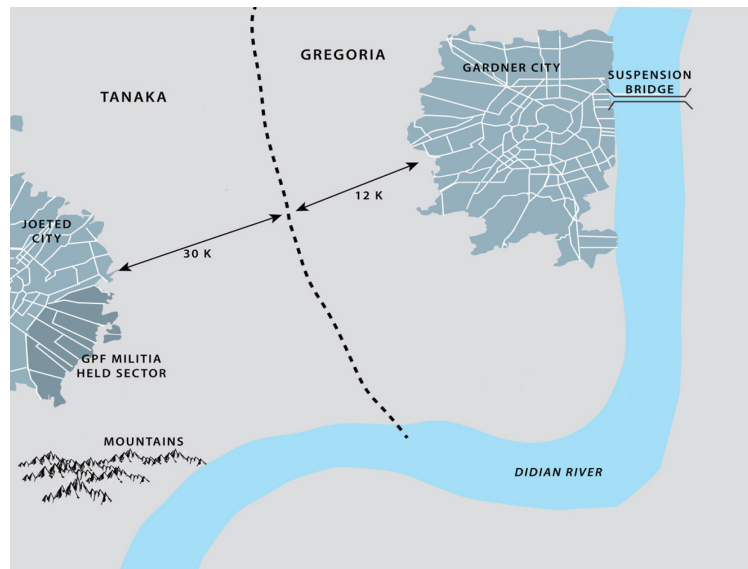 GREGORIA
GARDNER CITY
SUSPENSION
BRIDGE
TANAKA
12 K
JOETED
CITY
30 K
GPF MILITIA
HELD SECTOR
MOUNTAINS
DIDIAN RIVER